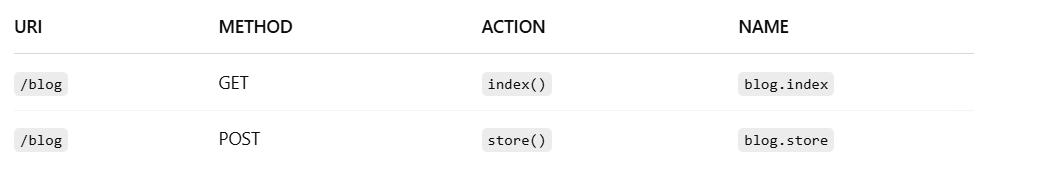 URI METHOD ACTION NAME
/blog GET index() blog.index
/blog POST store() blog.store